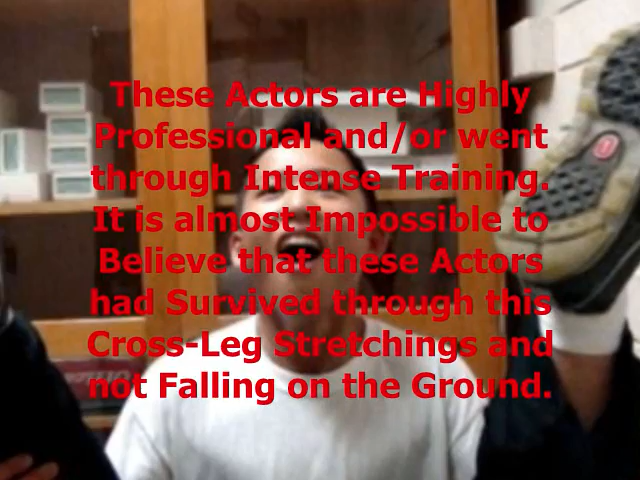 These Actors are Highly
Professional and/or went
through Intense Training.
It is almost Impossible to
Believe that these Actors
had Survived through this
Cross-Leg Stretchings and
not Falling on the Ground.